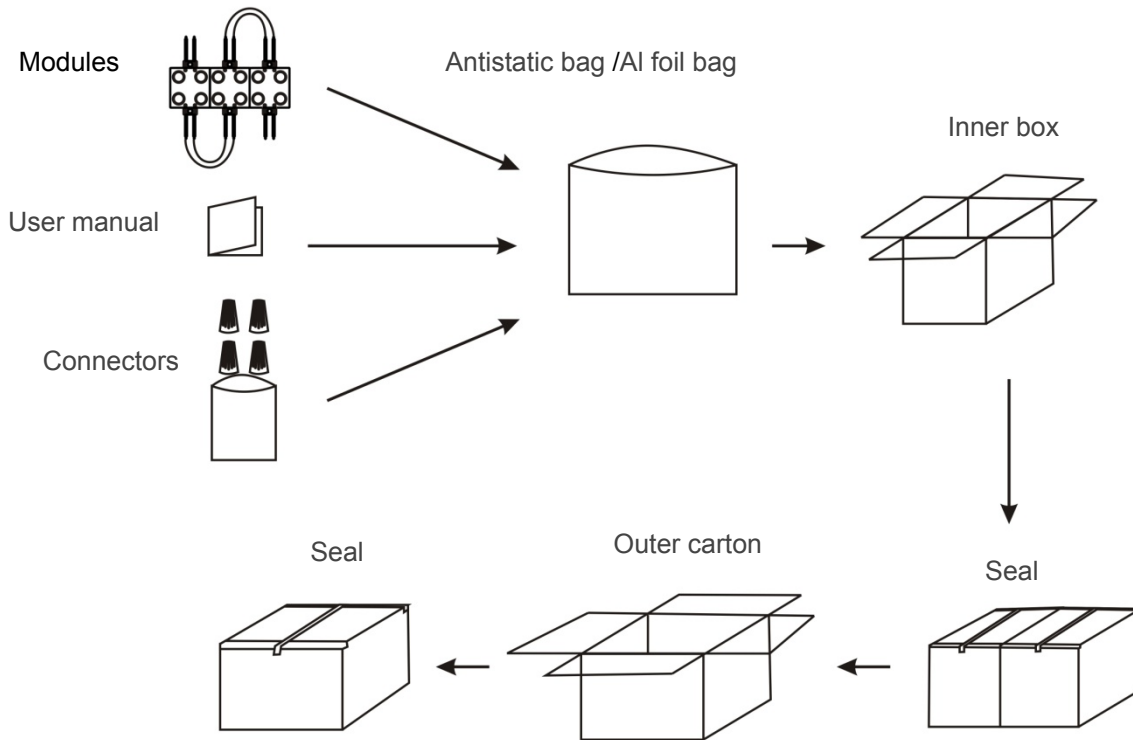 Modules
Antistatic bag /Al foil bag
Inner box
User manual
Connectors
Seal
Outer carton
Seal